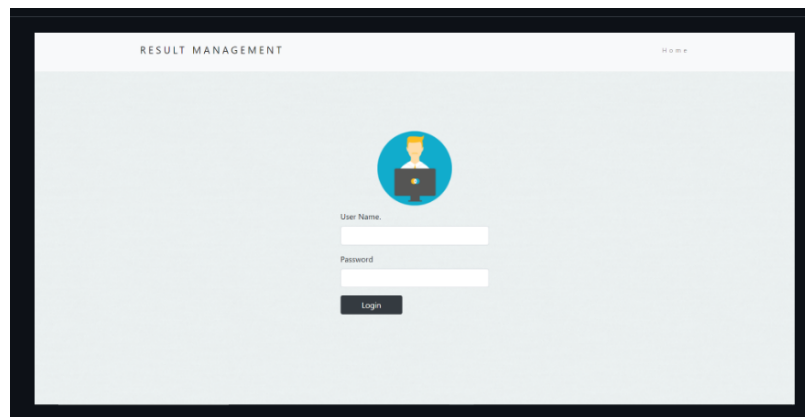 RESULT MANAGEMENT
Home
User Name.
Password
Login